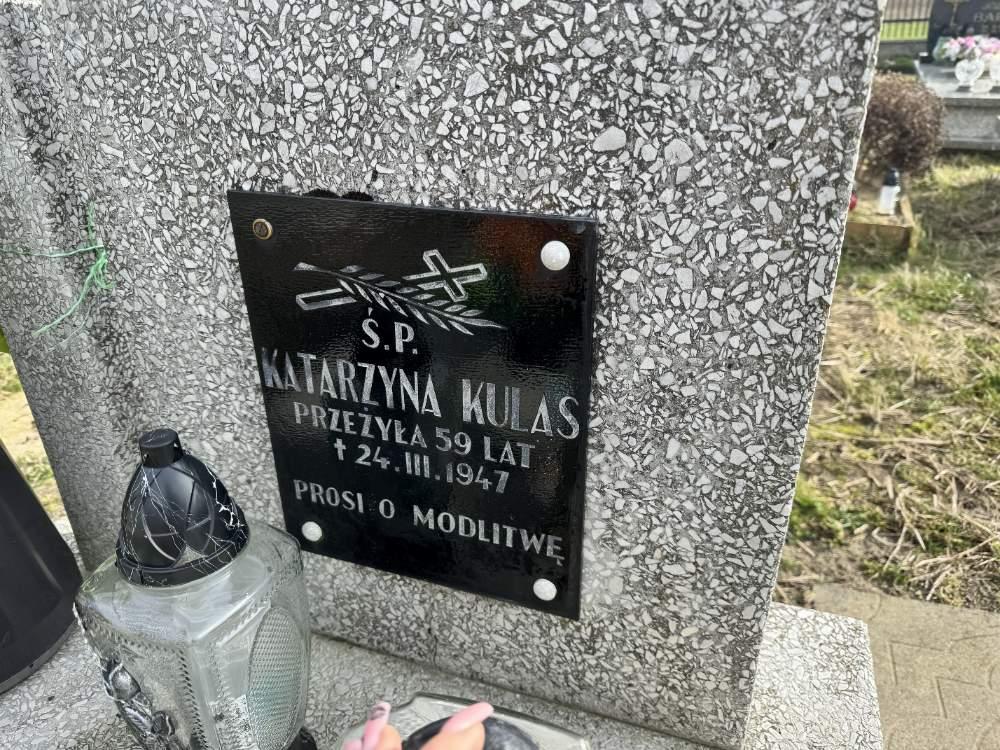 Ś.P.
KATARZYNA KULAS
PRZEŻYŁA 59 LAT
† 24.III.1947
PROSI O MODLITWĘ